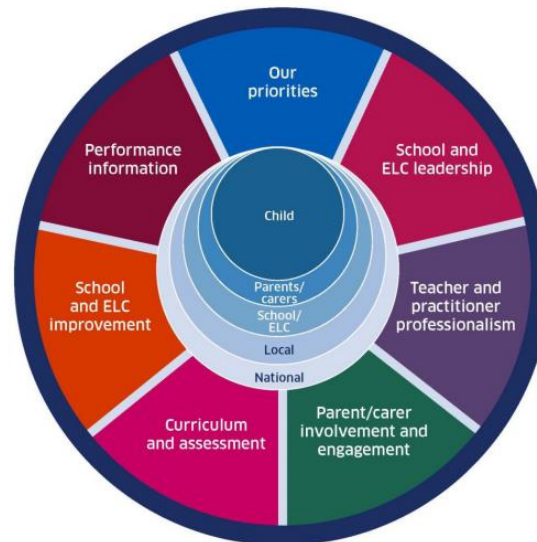 Our
priorities
School and
ELC leadership
Teacher and
practitioner
professionalism
Parent/carer
involvement and
engagement
Curriculum
and assessment
School
and ELC
improvement
Performance
information
Child
Parents/
carers
School/
ELC
Local
National